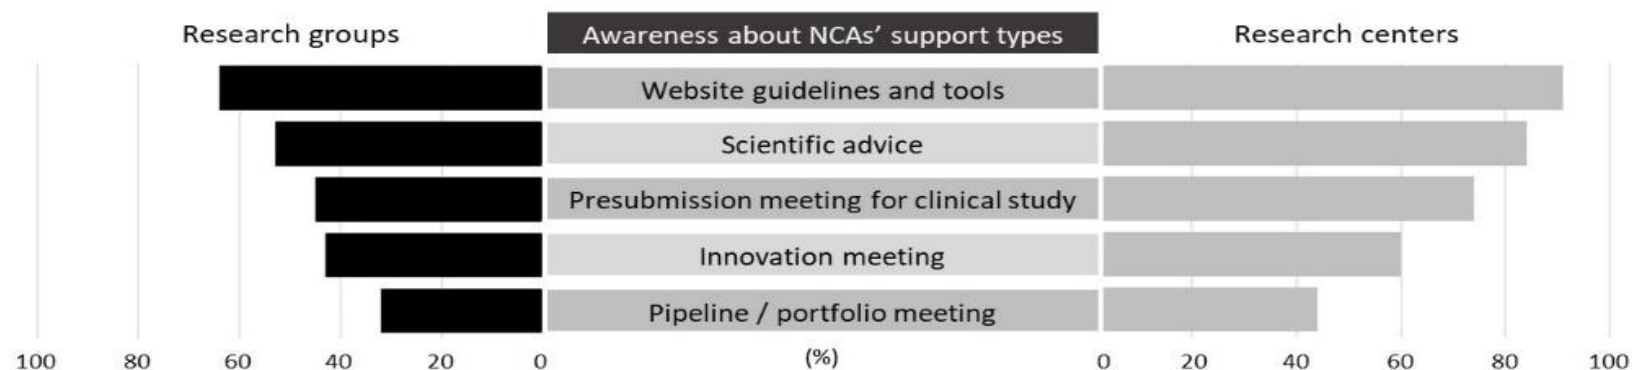 Research groups
Awareness about NCAs' support types
Research centers
Website guidelines and tools
Scientific advice
Presubmission meeting for clinical study
Innovation meeting
Pipeline / portfolio meeting
100 80 60 40 20 0 (%) 0 20 40 60 80 100